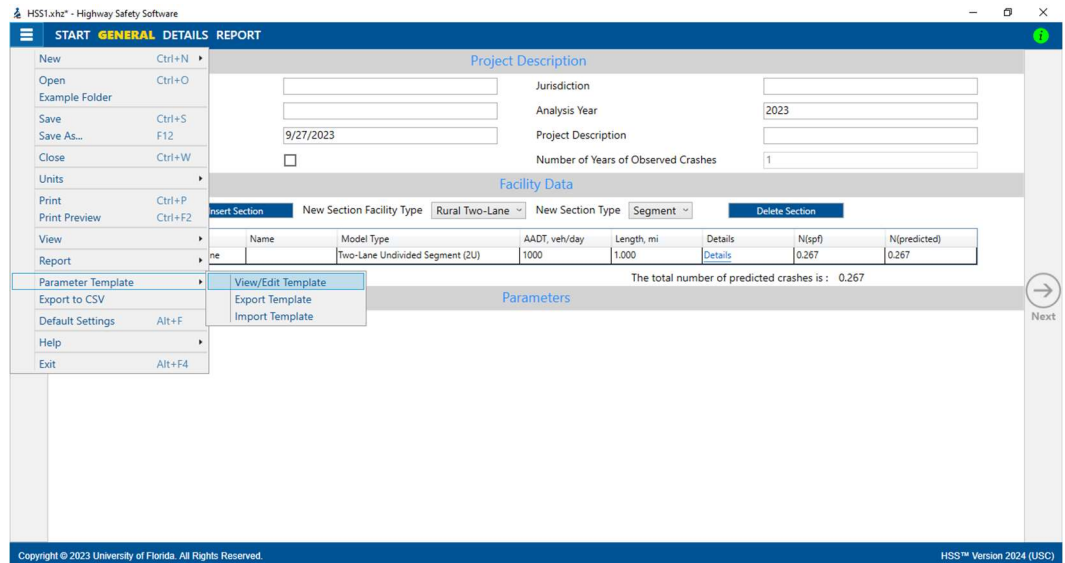 HSS1.xhz* - Highway Safety Software
START GENERAL DETAILS REPORT
i
New Ctrl+N
Open Ctrl+O
Example Folder
Save Ctrl+S
Save As... F12
Close Ctrl+W
Units
Print Ctrl+P
Print Preview Ctrl+F2
View
Report
Parameter Template
Export to CSV
Default Settings Alt+F
Help
Exit Alt+F4
View/Edit Template
Export Template
Import Template
Project Description
Jurisdiction
Analysis Year 2023
9/27/2023 Project Description
Number of Years of Observed Crashes 1
Facility Data
nsert Section New Section Facility Type Rural Two-Lane New Section Type Segment Delete Section
Name Model Type AADT, veh/day Length, mi Details N(spf) N(predicted)
ne Two-Lane Undivided Segment (2U) 1000 1.000 Details 0.267 0.267
The total number of predicted crashes is : 0.267
Parameters
Next
Copyright © 2023 University of Florida. All Rights Reserved. HSS™ Version 2024 (USC)